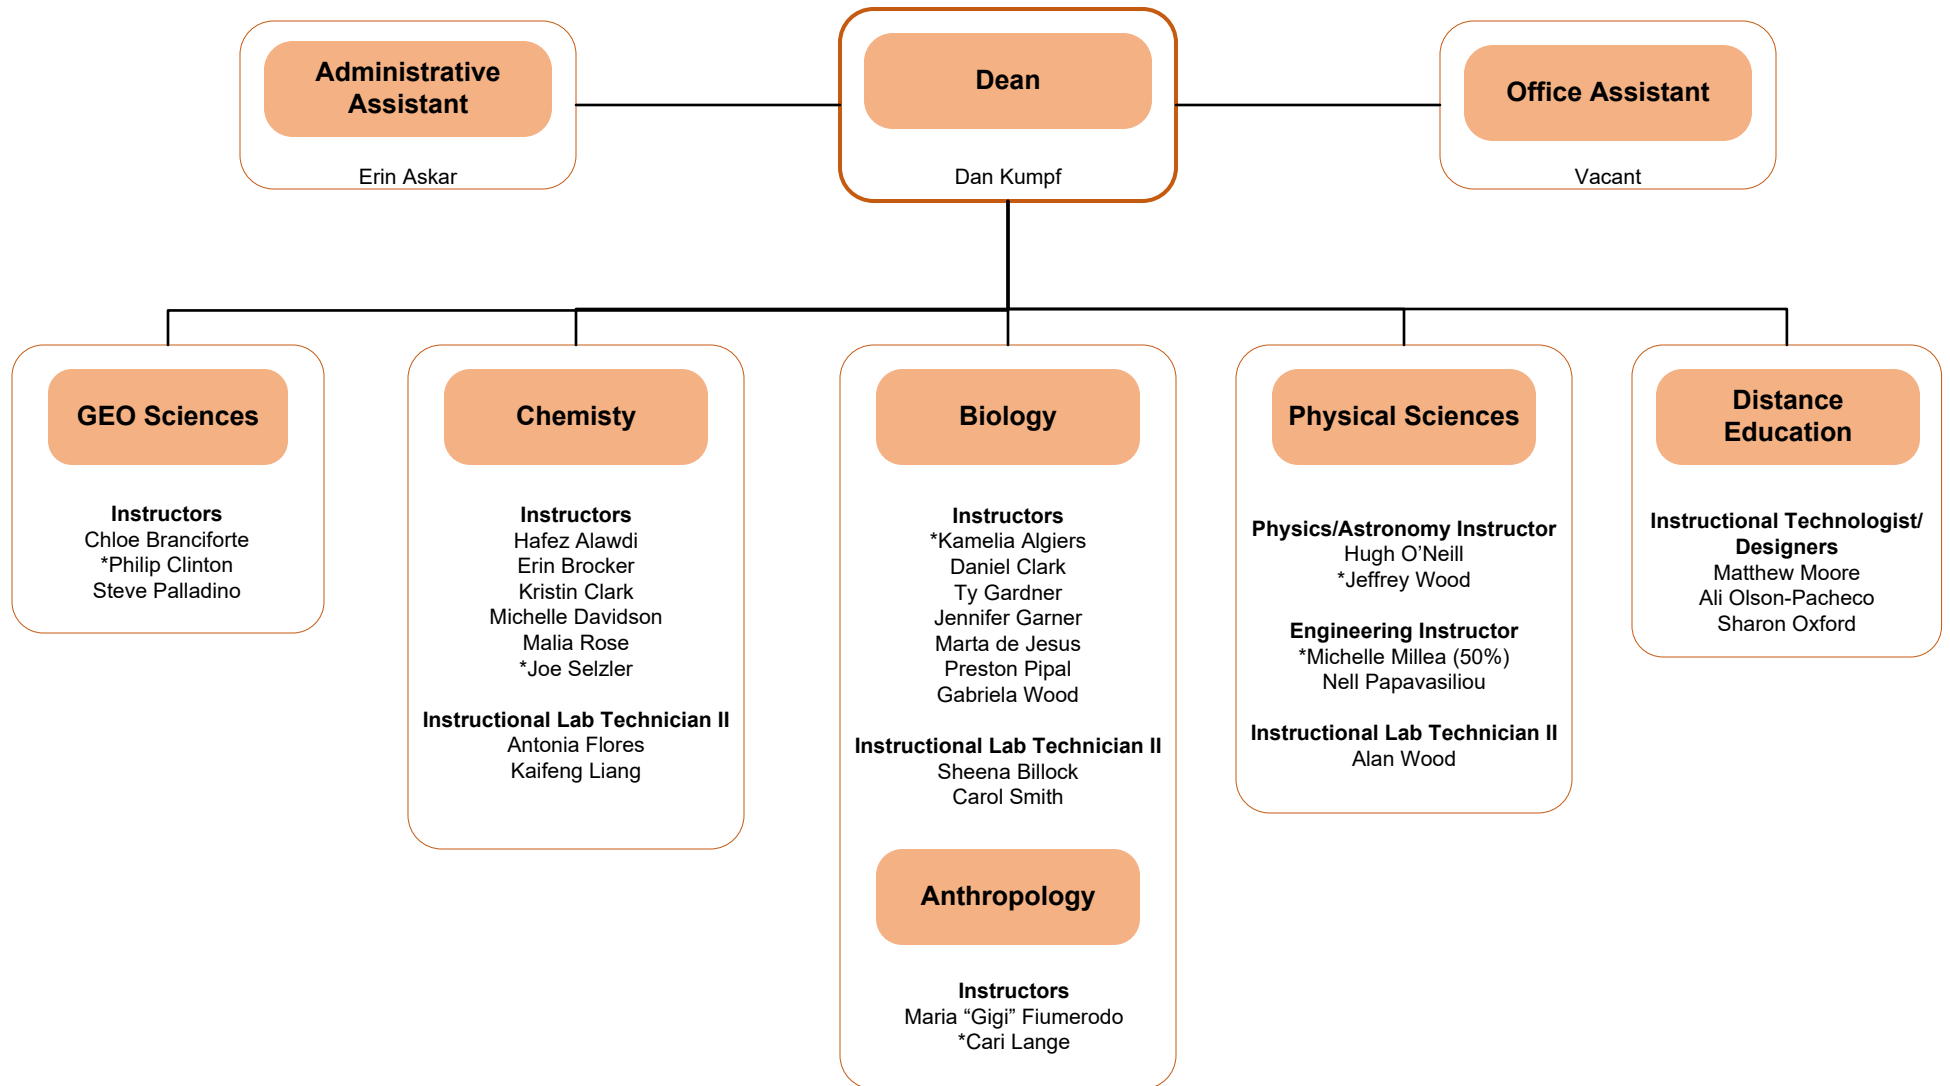 Administrative
Assistant
Erin Askar
Dean
Dan Kumpf
Office Assistant
Vacant
GEO Sciences
Instructors
Chloe Branciforte
*Philip Clinton
Steve Palladino
Chemisty
Instructors
Hafez Alawdi
Erin Brocker
Kristin Clark
Michelle Davidson
Malia Rose
*Joe Selzler
Instructional Lab Technician II
Antonia Flores
Kaifeng Liang
Biology
Instructors
*Kamelia Algiers
Daniel Clark
Ty Gardner
Jennifer Garner
Marta de Jesus
Preston Pipal
Gabriela Wood
Instructional Lab Technician II
Sheena Billock
Carol Smith
Anthropology
Instructors
Maria “Gigi” Fiumerodo
*Cari Lange
Physical Sciences
Physics/Astronomy Instructor
Hugh O’Neill
*Jeffrey Wood
Engineering Instructor
*Michelle Millea (50%)
Nell Papavasiliou
Instructional Lab Technician II
Alan Wood
Distance
Education
Instructional Technologist/
Designers
Matthew Moore
Ali Olson-Pacheco
Sharon Oxford